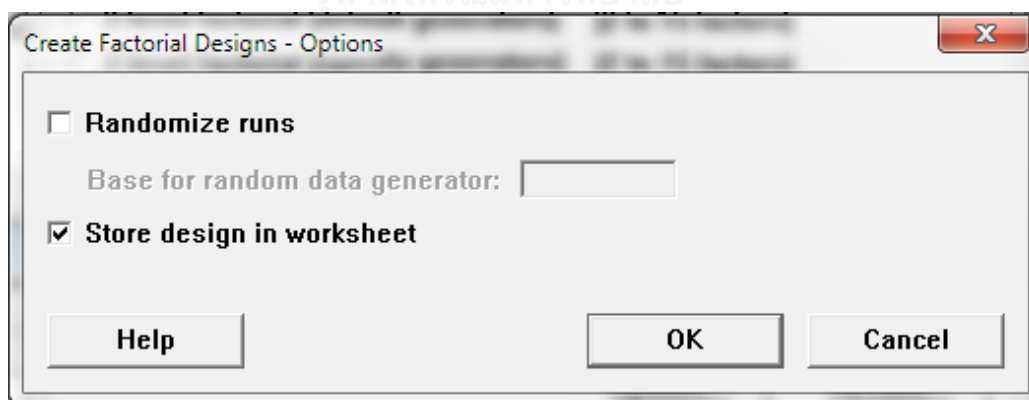 Create Factorial Designs - Options
Randomize runs
Base for random data generator:
Store design in worksheet
Help
OK
Cancel